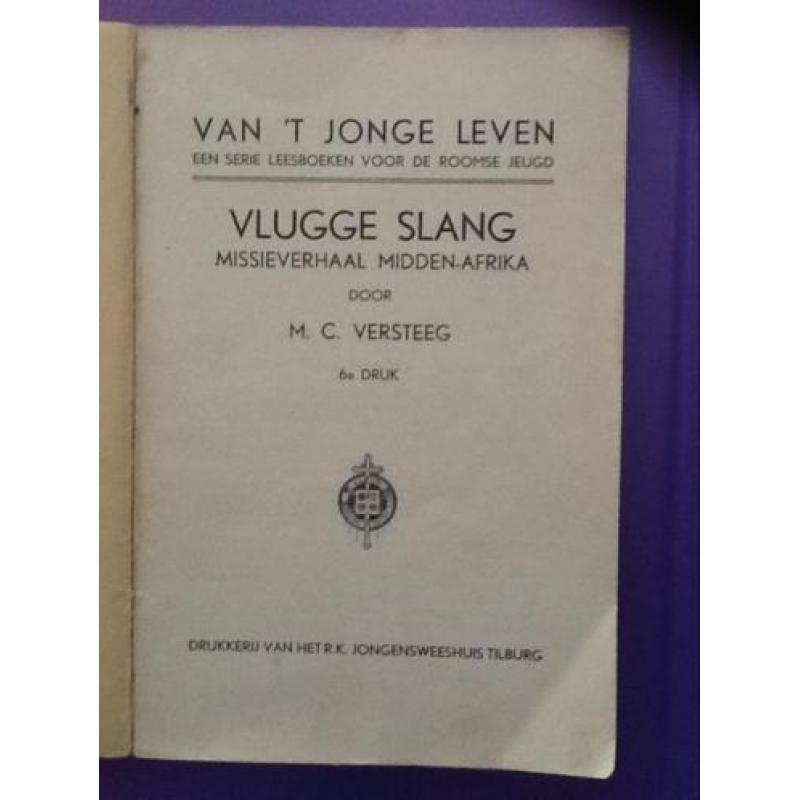 VAN 'T JONGE LEVEN
EEN SERIE LEESBOEKEN VOOR DE ROOMSE JEUGD
VLUGGE SLANG
MISSIEVERHAAL MIDDEN-AFRIKA
DOOR
M. C. VERSTEEG
6e DRUK
DRUKKERIJ VAN HET R.K. JONGENSWEESHUIS TILBURG